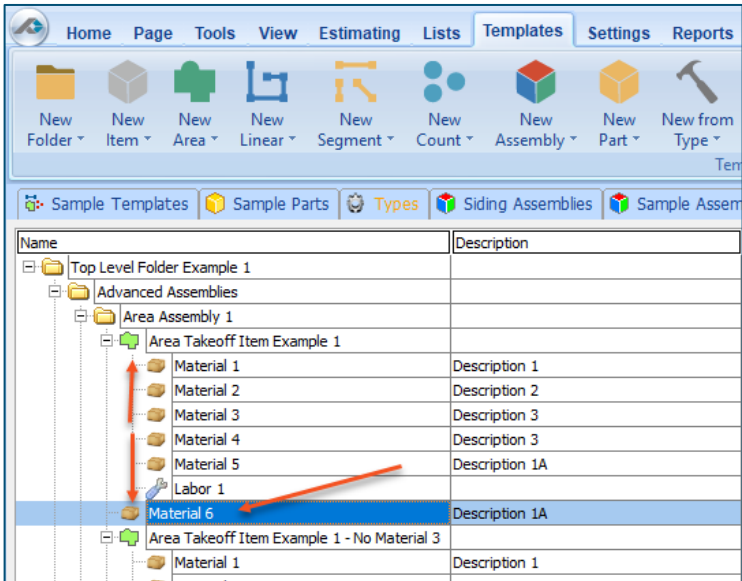 Home Page Tools View Estimating Lists Templates Settings Reports
New Folder
New Item
New Area
New Linear
New Segment
New Count
New Assembly
New Part
New from Type
Sample Templates Sample Parts Types Siding Assemblies
Name Description
Top Level Folder Example 1
Advanced Assemblies
Area Assembly 1
Area Takeoff Item Example 1
Material 1 Description 1
Material 2 Description 2
Material 3 Description 3
Material 4 Description 3
Material 5 Description 1A
Labor 1
Material 6 Description 1A
Area Takeoff Item Example 1 - No Material 3
Material 1 Description 1